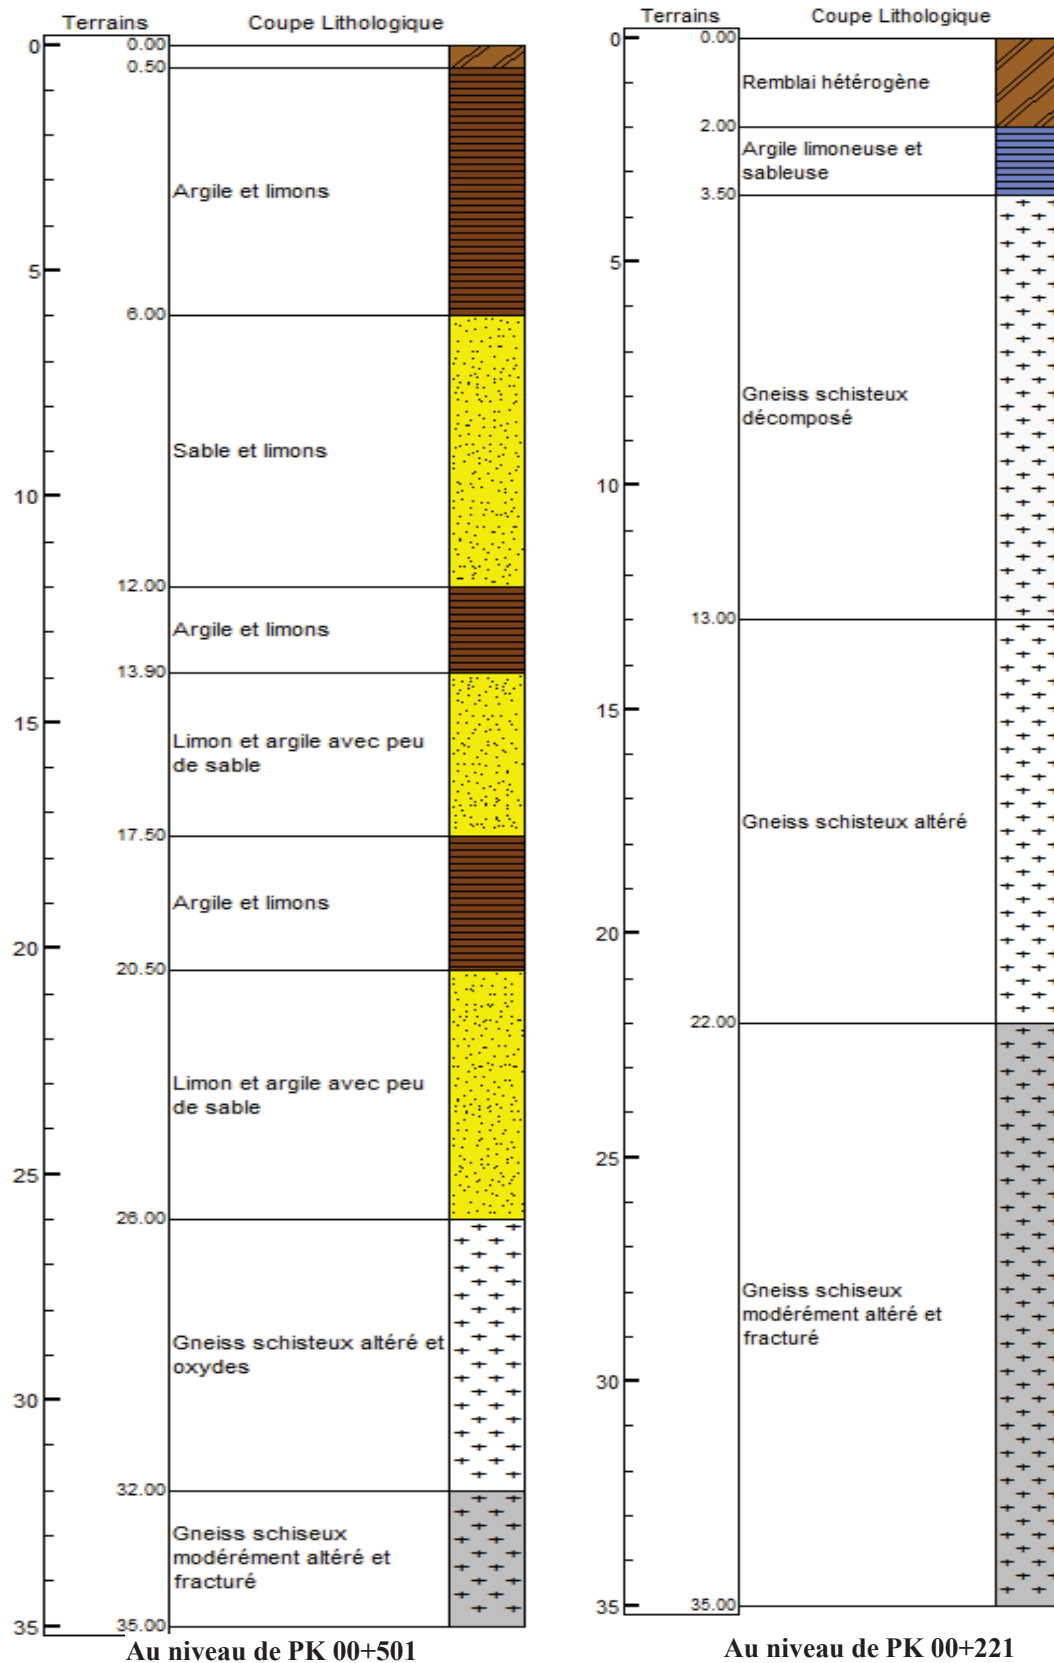 Terrains
Coupe Lithologique
0
0.00
0.50
Argile et limons
5
6.00
Sable et limons
10
12.00
Argile et limons
13.90
Limon et argile avec peu
de sable
15
17.50
Argile et limons
20
20.50
Limon et argile avec peu
de sable
25
26.00
Gneiss schisteux altéré et
oxydes
30
32.00
Gneiss schiseux
modérément altéré et
fracturé
35
35.00
Au niveau de PK 00+501
Terrains
Coupe Lithologique
0
0.00
Remblai hétérogène
2.00
Argile limoneuse et
sableuse
3.50
5
Gneiss schisteux
décomposé
10
13.00
15
Gneiss schisteux altéré
20
22.00
25
Gneiss schiseux
modérément altéré et
fracturé
30
35
35.00
Au niveau de PK 00+221